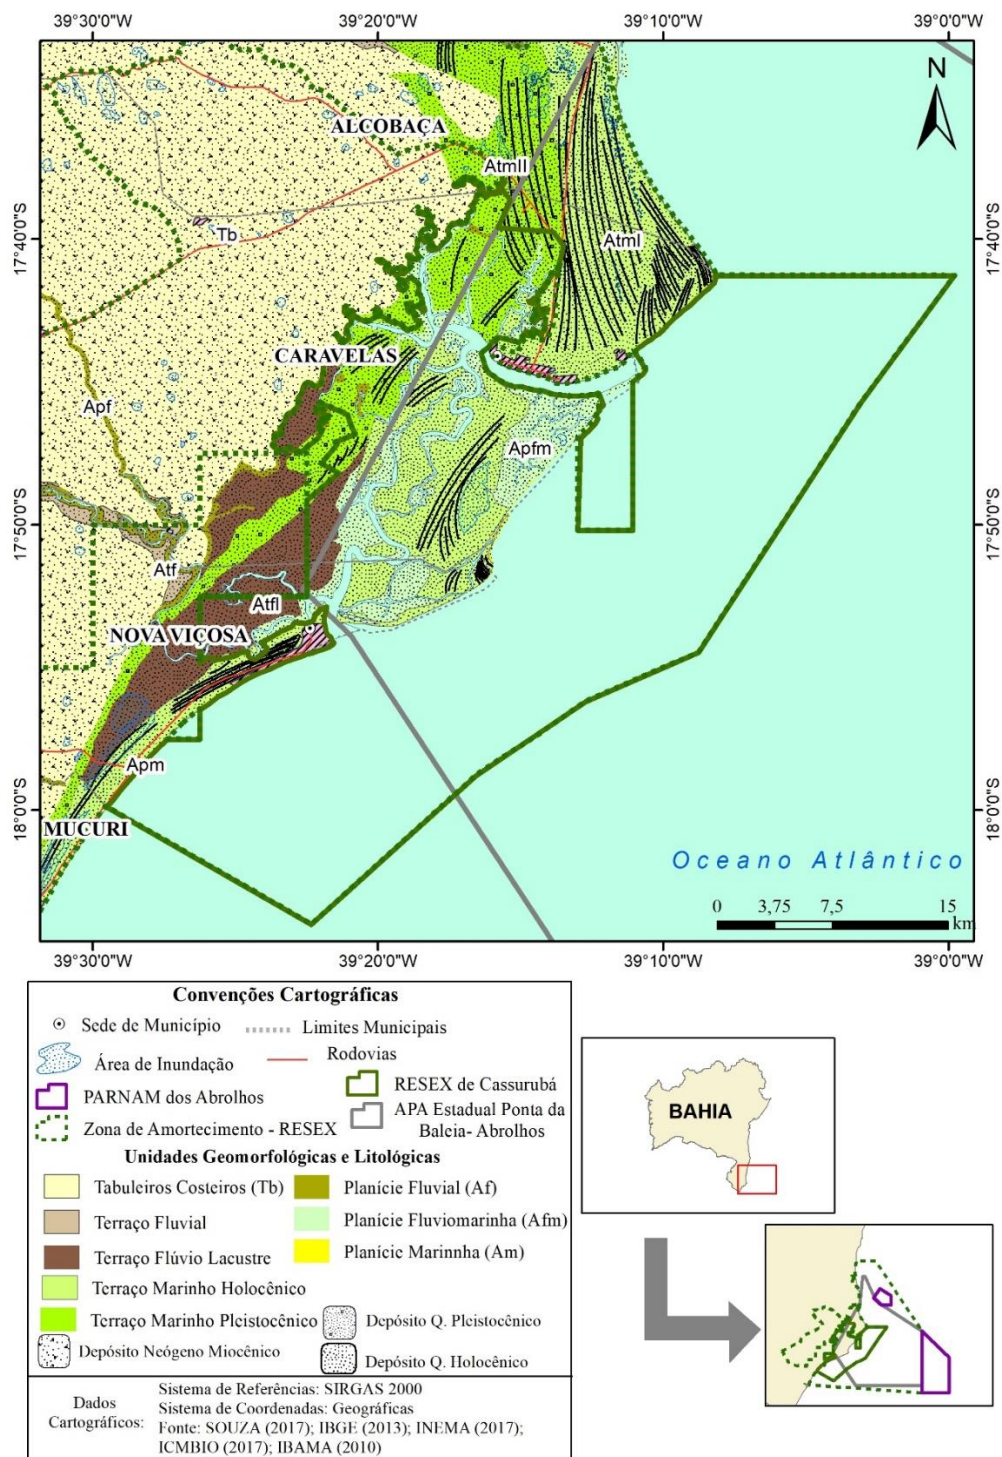 39°30'0"W 39°20'0"W 39°10'0"W 39°0'0"W
N
ALCOBAÇA
AtmII
Tb
AtmI
17°40'0"S 17°40'0"S
CARAVELAS
Apf
Apfm
17°50'0"S 17°50'0"S
Atf
Atfl
NOVA VIÇOSA
Apm
18°0'0"S 18°0'0"S
MUCURI
Oceano Atlântico
0 3,75 7,5 15
km
39°30'0"W 39°20'0"W 39°10'0"W 39°0'0"W
Convenções Cartográficas
Sede de Município Limites Municipais
Área de Inundação Rodovias
PARNAM dos Abrolhos RESEX de Cassurubá
Zona de Amortecimento - RESEX APA Estadual Ponta da
Baleia- Abrolhos
Unidades Geomorfológicas e Litológicas
Tabuleiros Costeiros (Tb) Planície Fluvial (Af)
Terraço Fluvial Planície Fluviomarinha (Afm)
Terraço Flúvio Lacustre Planície Marinnha (Am)
Terraço Marinho Holocênico
Terraço Marinho Pleistocênico Depósito Q. Pleistocênico
Depósito Neógeno Miocênico Depósito Q. Holocênico
Dados
Cartográficos:
Sistema de Referências: SIRGAS 2000
Sistema de Coordenadas: Geográficas
Fonte: SOUZA (2017); IBGE (2013); INEMA (2017);
ICMBIO (2017); IBAMA (2010)
BAHIA